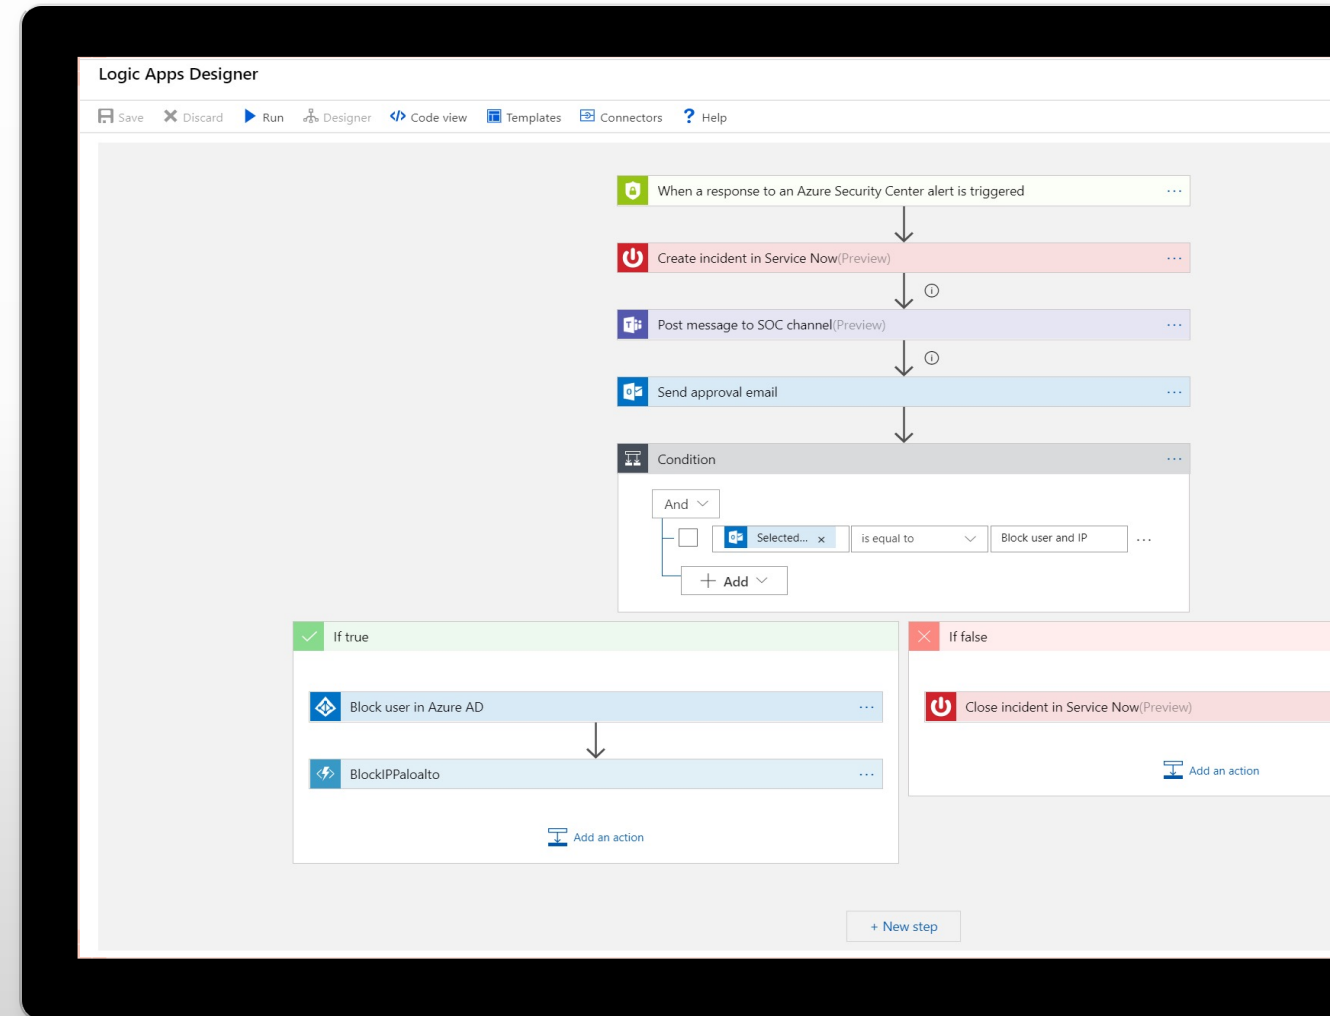 Logic Apps Designer
Save Discard Run Designer Code view Templates Connectors ? Help
When a response to an Azure Security Center alert is triggered ...
Create incident in Service Now(Preview) ...
Post message to SOC channel(Preview) ...
Send approval email ...
Condition ...
And
Selected... x is equal to Block user and IP ...
+ Add
If true If false
Block user in Azure AD ... Close incident in Service Now(Preview)
BlockIPPaloalto ...
Add an action
Add an action
+ New step